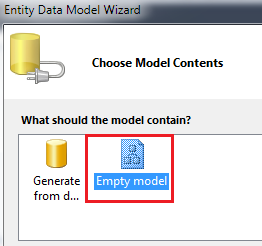 Entity Data Model Wizard
Choose Model Contents
What should the model contain?
Generate
from d...
Empty model